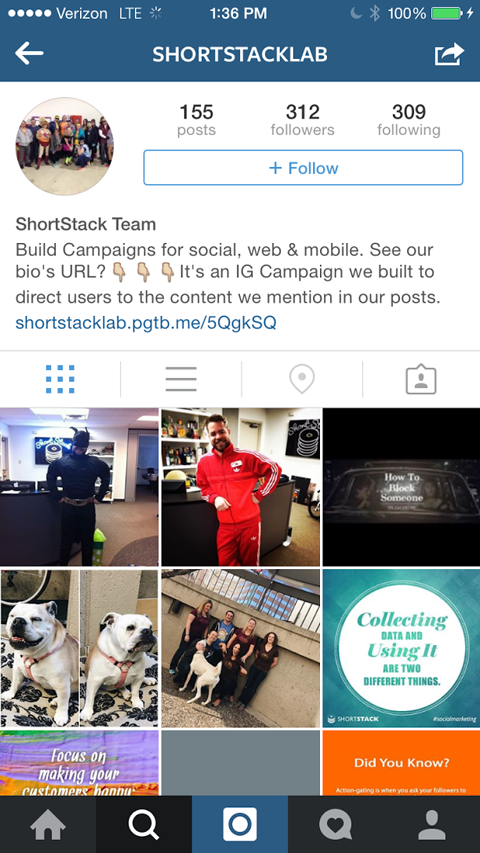 Verizon LTE 1:36 PM 100%
SHORTSTACKLAB
155 312 309
posts followers following
+ Follow
ShortStack Team
Build Campaigns for social, web & mobile. See our
bio's URL? 👇🏼 👇🏼 👇🏼 It's an IG Campaign we built to
direct users to the content we mention in our posts.
shortstacklab.pgtb.me/5QgkSQ
How To
Block
Someone
Collecting
DATA AND
Using It
ARE TWO
DIFFERENT THINGS.
SHORTSTACK #socialmarketing
Focus on
making your
customers happy
Did You Know?
Action-gating is when you ask your followers to